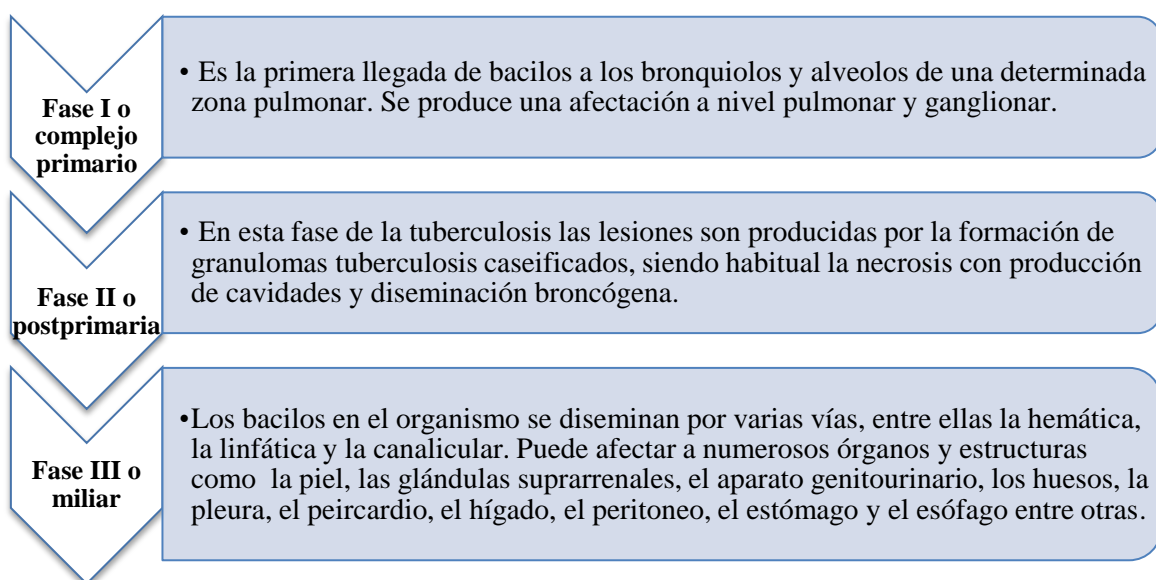 Fase I o
complejo
primario
• Es la primera llegada de bacilos a los bronquiolos y alveolos de una determinada
zona pulmonar. Se produce una afectación a nivel pulmonar y ganglionar.
Fase II o
postprimaria
• En esta fase de la tuberculosis las lesiones son producidas por la formación de
granulomas tuberculosis caseificados, siendo habitual la necrosis con producción
de cavidades y diseminación broncógena.
Fase III o
miliar
•Los bacilos en el organismo se diseminan por varias vías, entre ellas la hemática,
la linfática y la canalicular. Puede afectar a numerosos órganos y estructuras
como la piel, las glándulas suprarrenales, el aparato genitourinario, los huesos, la
pleura, el peircardio, el hígado, el peritoneo, el estómago y el esófago entre otras.